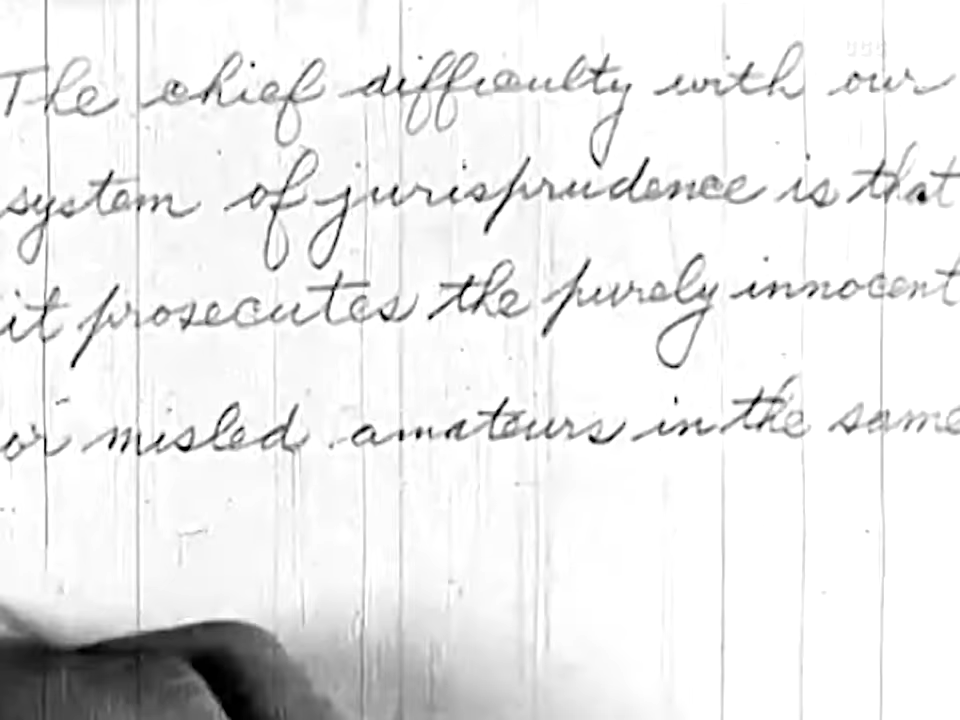 The chief difficulty with our
system of jurisprudence is that
it prosecutes the purely innocent
or misled amateurs in the same